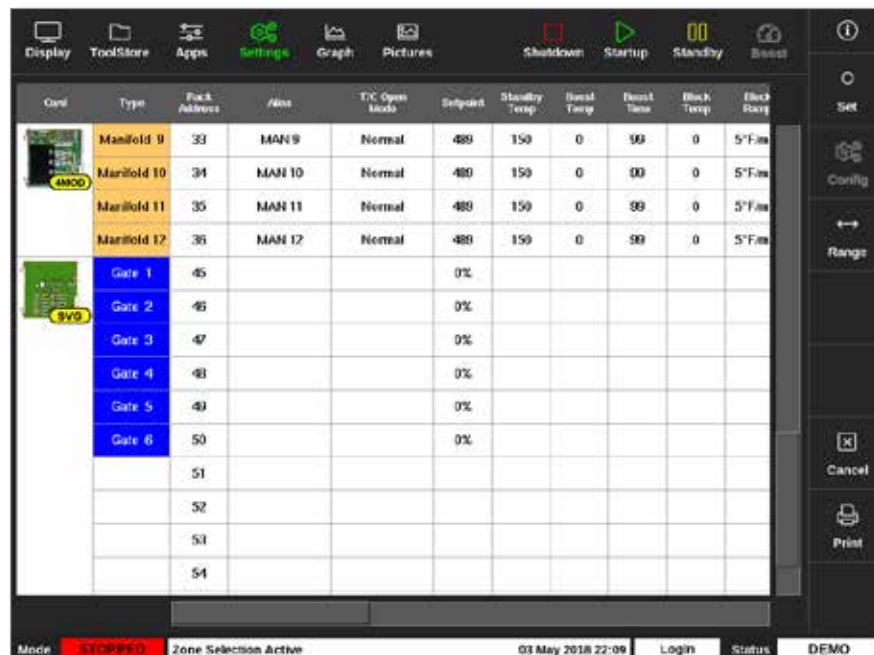 Display ToolStore Apps Settings Graph Pictures Shutdown Startup Standby Boost
Card Type Rack Address Alias T/C Open Mode Setpoint Standby Temp Boost Temp Boost Time Block Temp Block
Manifold 9 33 MAN 9 Normal 489 150 0 99 0 5°F/m
Manifold 10 34 MAN 10 Normal 489 150 0 99 0 5°F/m
4MOD
Manifold 11 35 MAN 11 Normal 489 150 0 99 0 5°F/m
Manifold 12 36 MAN 12 Normal 489 150 0 99 0 5°F/m
Gate 1 45 0%
Gate 2 46 0%
SVG
Gate 3 47 0%
Gate 4 48 0%
Gate 5 49 0%
Gate 6 50 0%
51
52
53
54
Set
Config
Range
Cancel
Print
Mode STOPPED Zone Selection Active 03 May 2018 22:09 Login Status DEMO